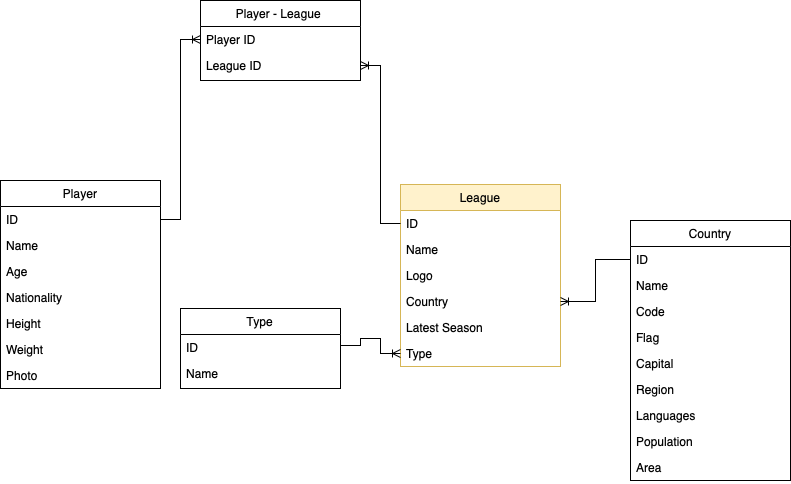 Player - League
Player ID
League ID
Player
ID
Name
Age
Nationality
Height
Weight
Photo
Type
ID
Name
League
ID
Name
Logo
Country
Latest Season
Type
Country
ID
Name
Code
Flag
Capital
Region
Languages
Population
Area